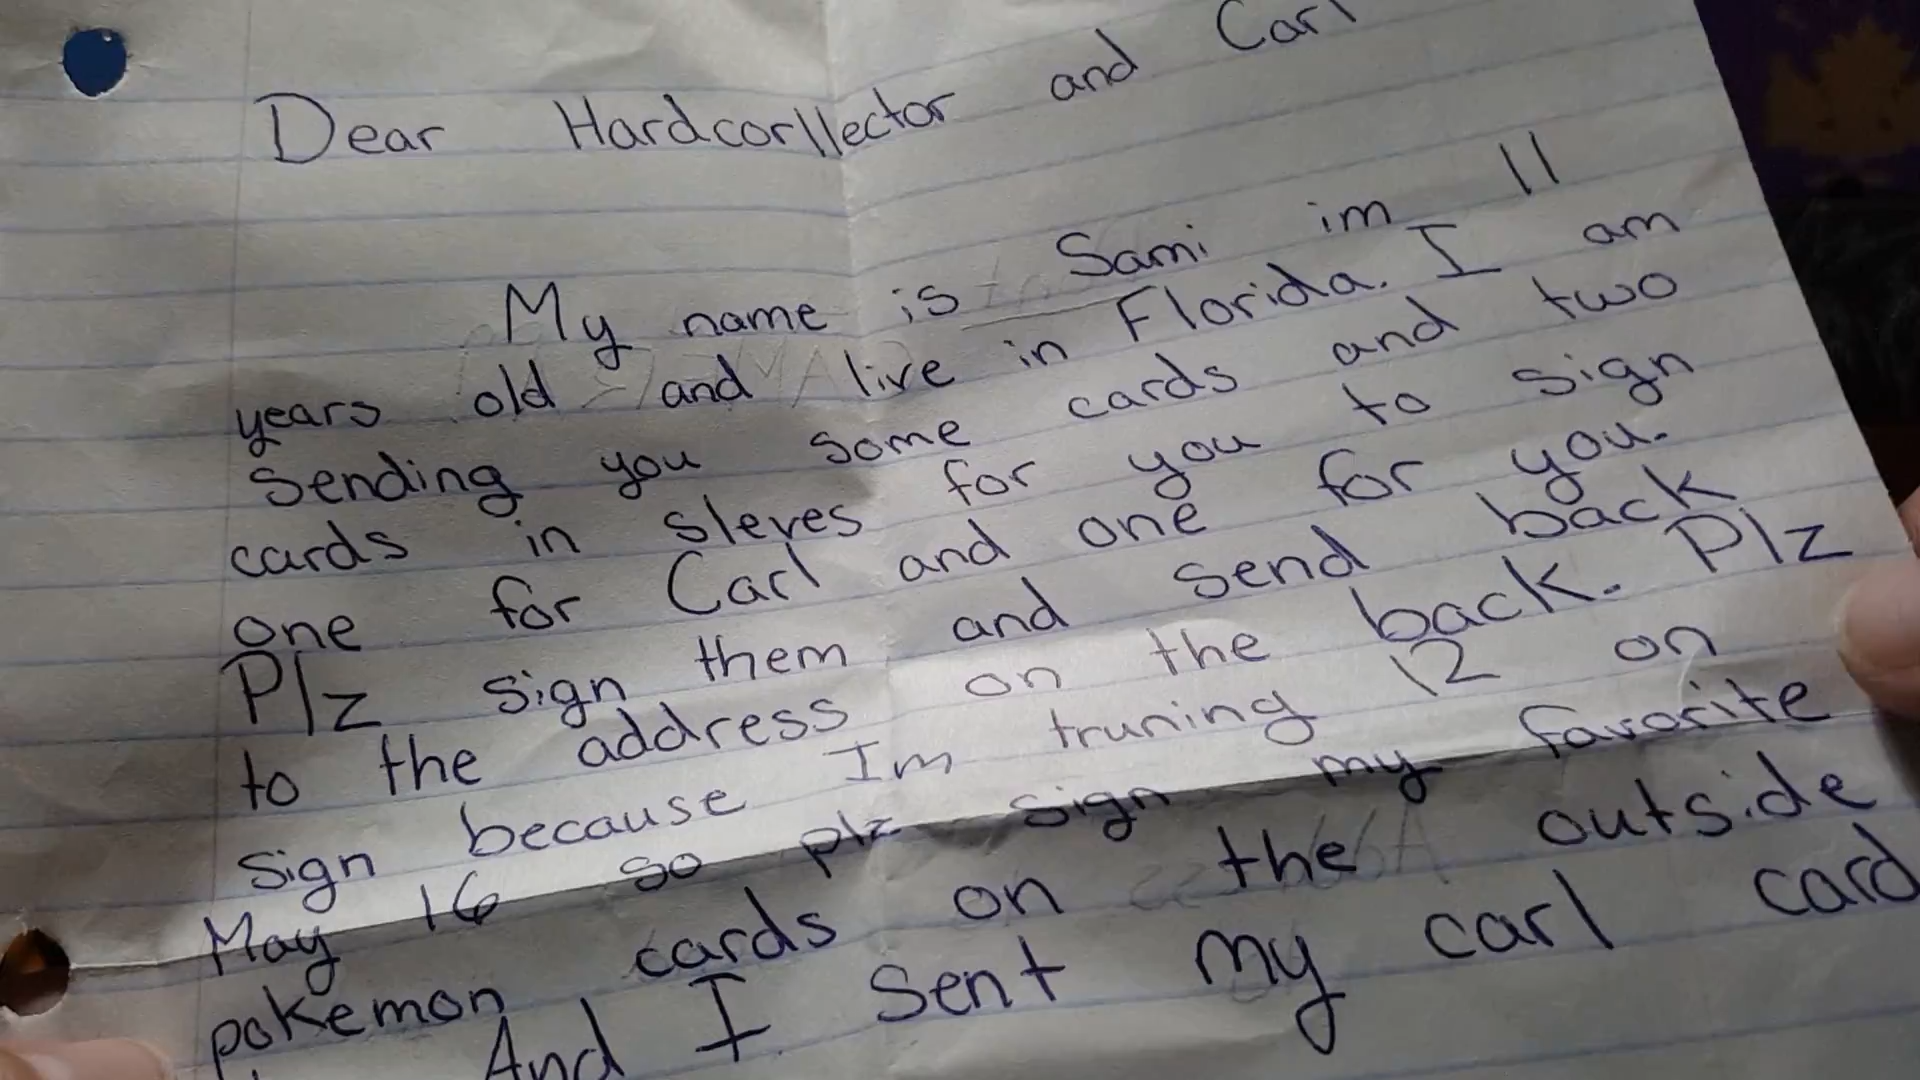 Dear Hardcorllector and Carl
My name is Sami im 11
years old and live in Florida. I am
Sending you some cards and two
cards in sleves for you to sign
one for Carl and one for you.
Plz sign them and send back
to the address on the back. Plz
Sign because Im truning 12 on
May 16 so plz sign my favorite
pokemon cards on the outside
And I sent my carl card